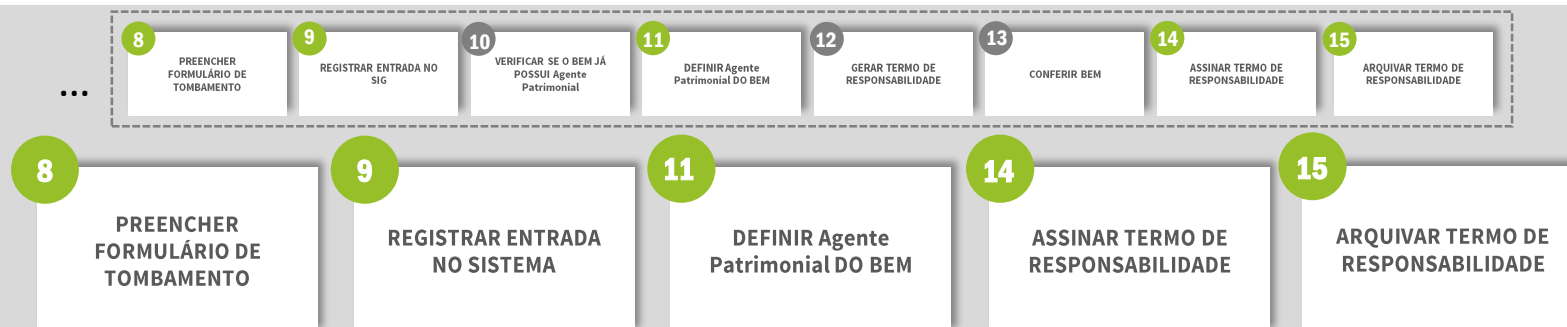 ...
8
PREENCHER
FORMULÁRIO DE
TOMBAMENTO
9
REGISTRAR ENTRADA NO
SIG
10
VERIFICAR SE O BEM JÁ
POSSUI Agente
Patrimonial
11
DEFINIR Agente
Patrimonial DO BEM
12
GERAR TERMO DE
RESPONSABILIDADE
13
CONFERIR BEM
14
ASSINAR TERMO DE
RESPONSABILIDADE
15
ARQUIVAR TERMO DE
RESPONSABILIDADE
8
PREENCHER
FORMULÁRIO DE
TOMBAMENTO
9
REGISTRAR ENTRADA
NO SISTEMA
11
DEFINIR Agente
Patrimonial DO BEM
14
ASSINAR TERMO DE
RESPONSABILIDADE
15
ARQUIVAR TERMO DE
RESPONSABILIDADE